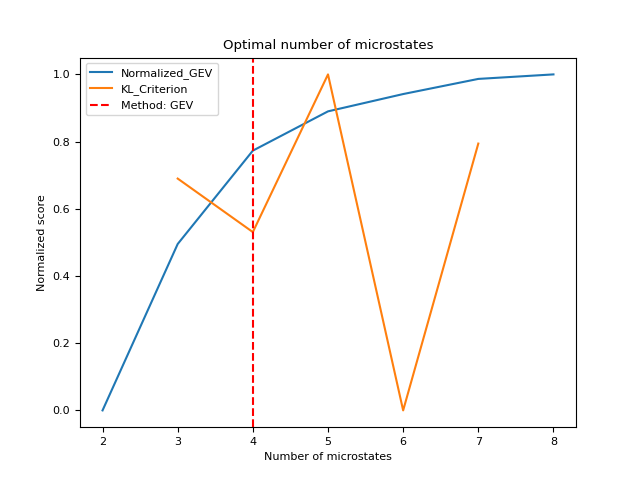 Optimal number of microstates
Normalized_GEV
KL_Criterion
Method: GEV
Normalized score
1.0
0.8
0.6
0.4
0.2
0.0
2 3 4 5 6 7 8
Number of microstates